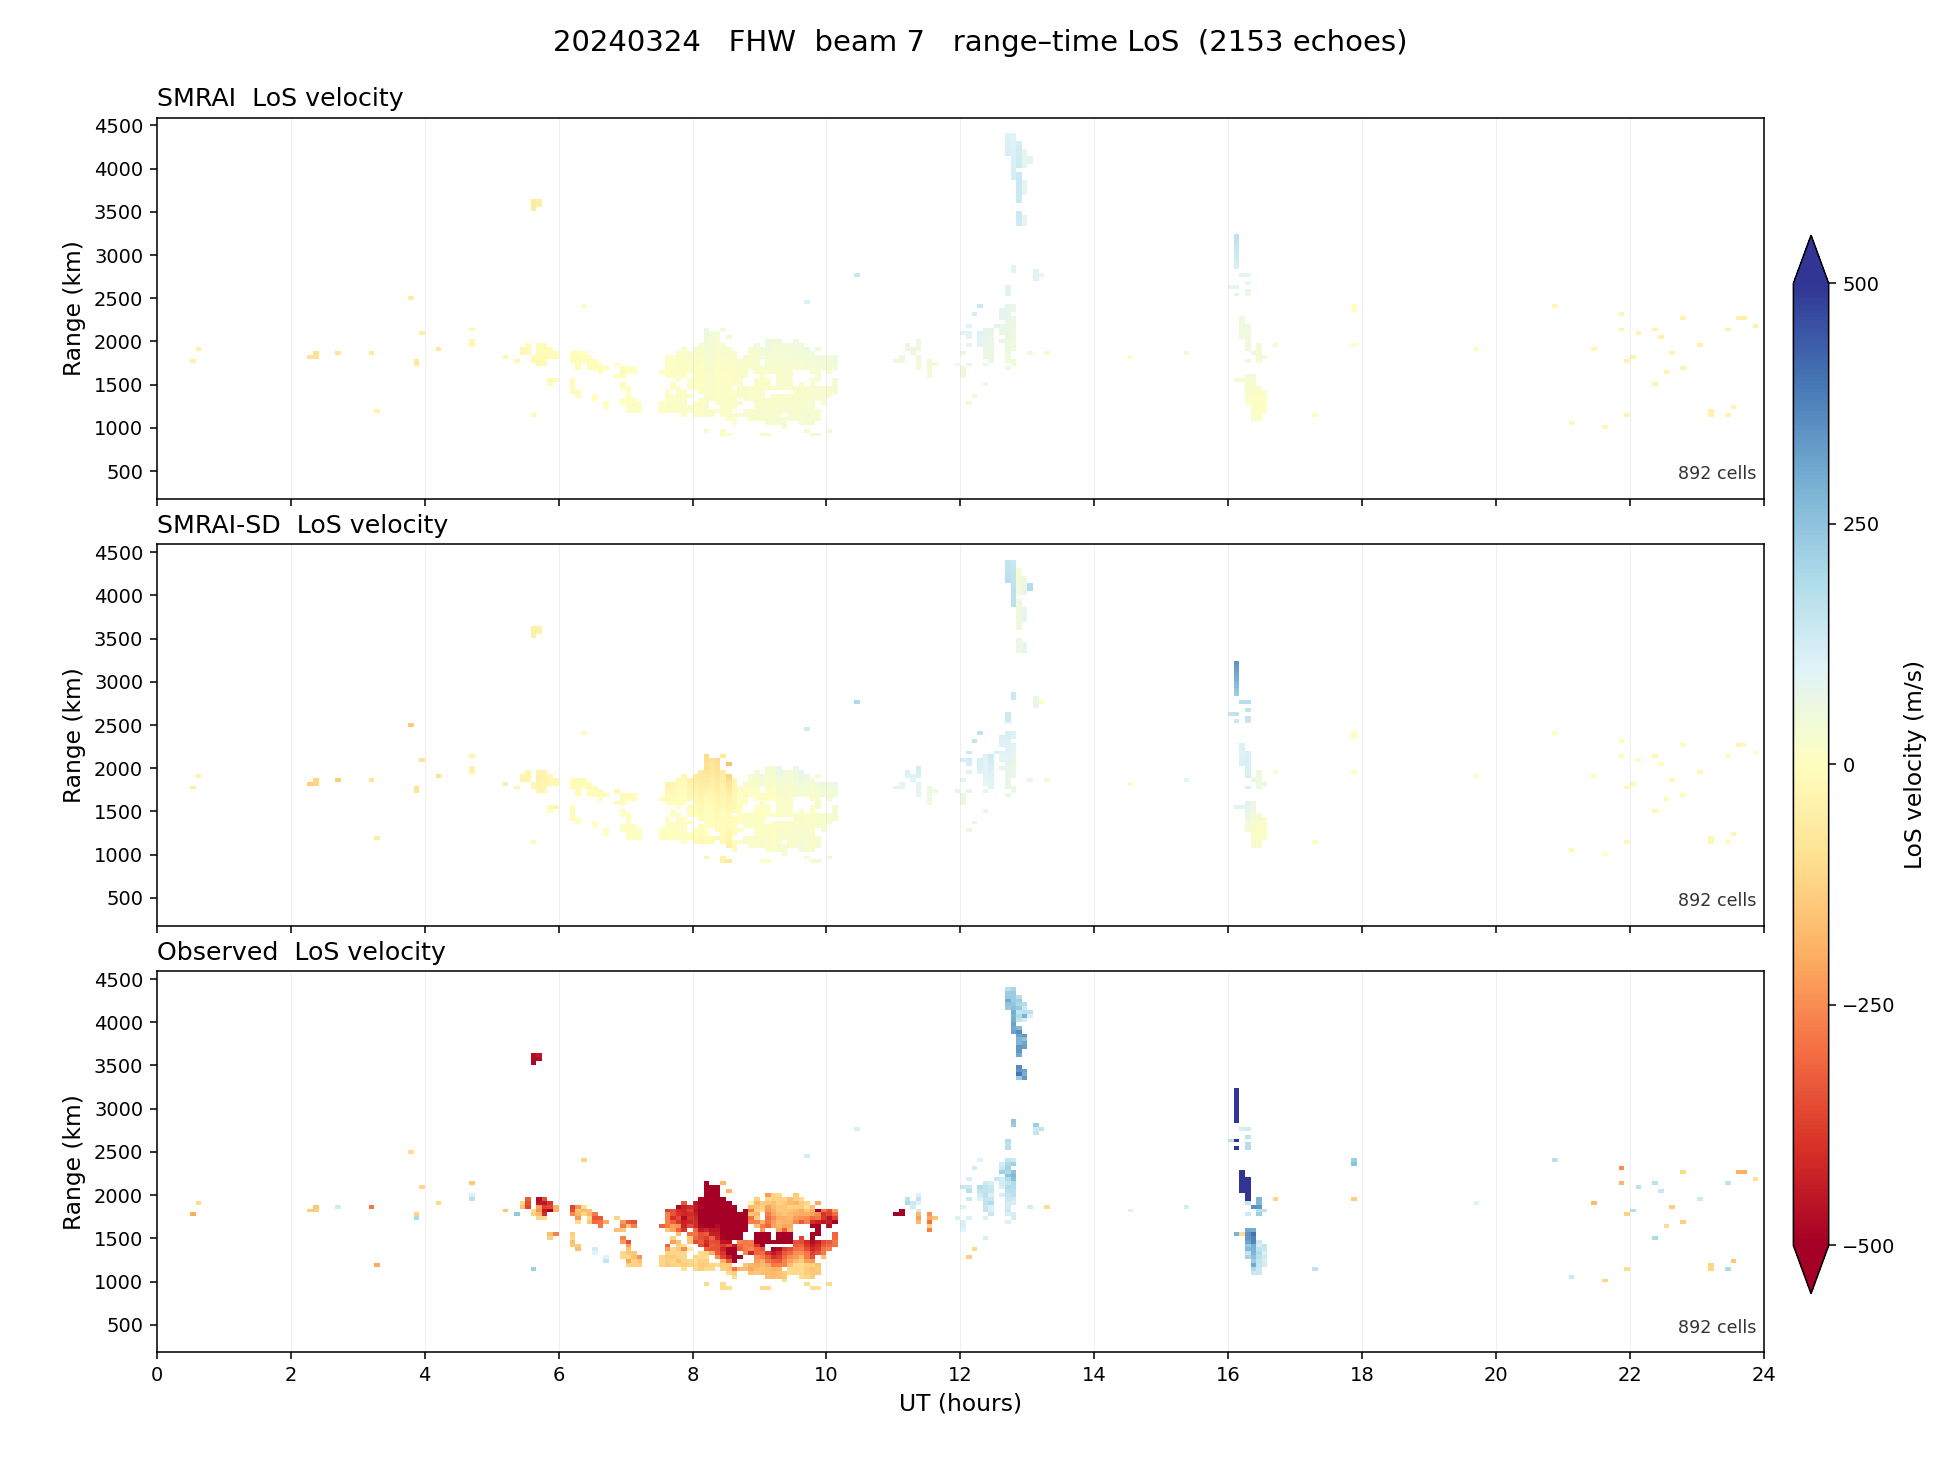 20240324   FHW  beam 7   range–time LoS  (2153 echoes)
SMRAI  LoS velocity
4500
4000
3500
3000
2500
2000
1500
1000
500
Range (km)
892 cells
SMRAI-SD  LoS velocity
4500
4000
3500
3000
2500
2000
1500
1000
500
Range (km)
892 cells
Observed  LoS velocity
4500
4000
3500
3000
2500
2000
1500
1000
500
Range (km)
892 cells
0 2 4 6 8 10 12 14 16 18 20 22 24
UT (hours)
500
250
0
−250
−500
LoS velocity (m/s)